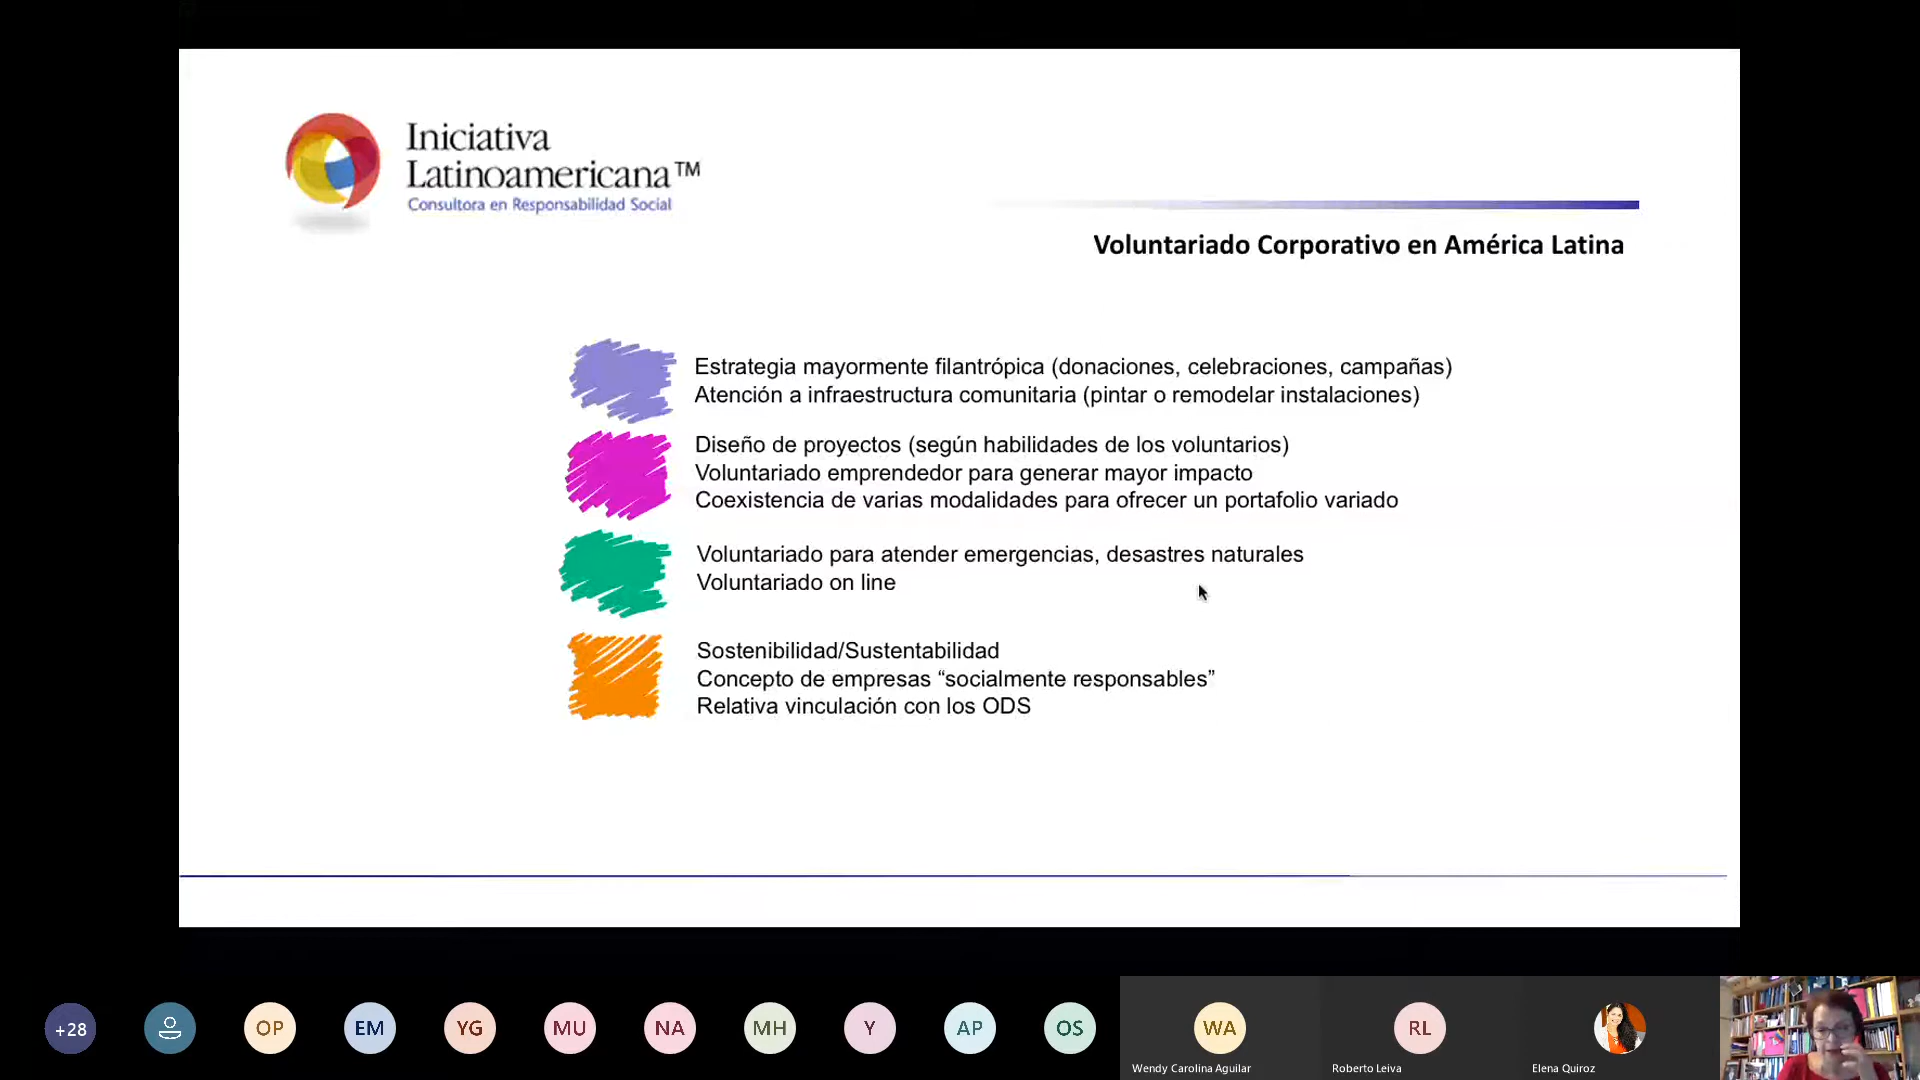 Iniciativa
Latinoamericana™
Consultora en Responsabilidad Social
Voluntariado Corporativo en América Latina
Estrategia mayormente filantrópica (donaciones, celebraciones, campañas)
Atención a infraestructura comunitaria (pintar o remodelar instalaciones)
Diseño de proyectos (según habilidades de los voluntarios)
Voluntariado emprendedor para generar mayor impacto
Coexistencia de varias modalidades para ofrecer un portafolio variado
Voluntariado para atender emergencias, desastres naturales
Voluntariado on line
Sostenibilidad/Sustentabilidad
Concepto de empresas “socialmente responsables”
Relativa vinculación con los ODS
+28 OP EM YG MU NA MH Y AP OS WA RL
Wendy Carolina Aguilar Roberto Leiva Elena Quiroz